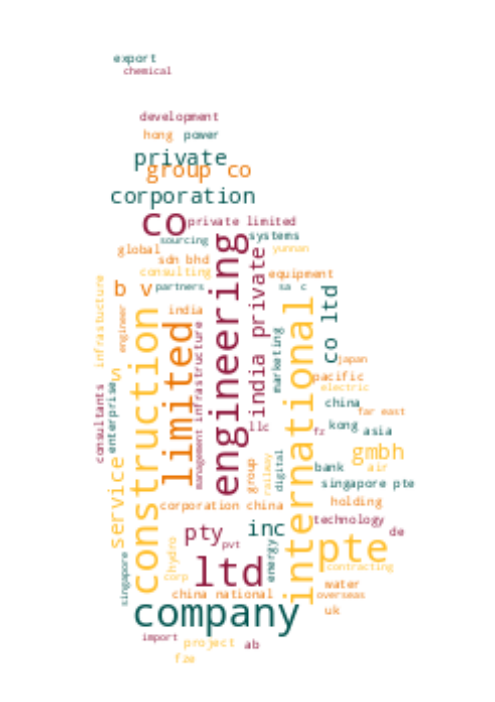 export
chemical
development
hong power
private
group co
corporation
co private limited
sourcing systems
global yunnan
sdn bhd
consulting equipment
b v partners sa c
infrastucture
engineer
india
construction
limited
engineering
india private
international
co ltd
management infrastructure
marketing
japan
pacific
electric
consultants
enterprise
s
china
far east
llc fz kong asia
service
gmbh
group
railway
digital
bank air
singapore pte
corporation china
holding
pty
inc
technology
de
pvt
pte
hydro
energy
ltd
contracting
singapore
corp
water
china national overseas
company
uk
import
project ab
fze